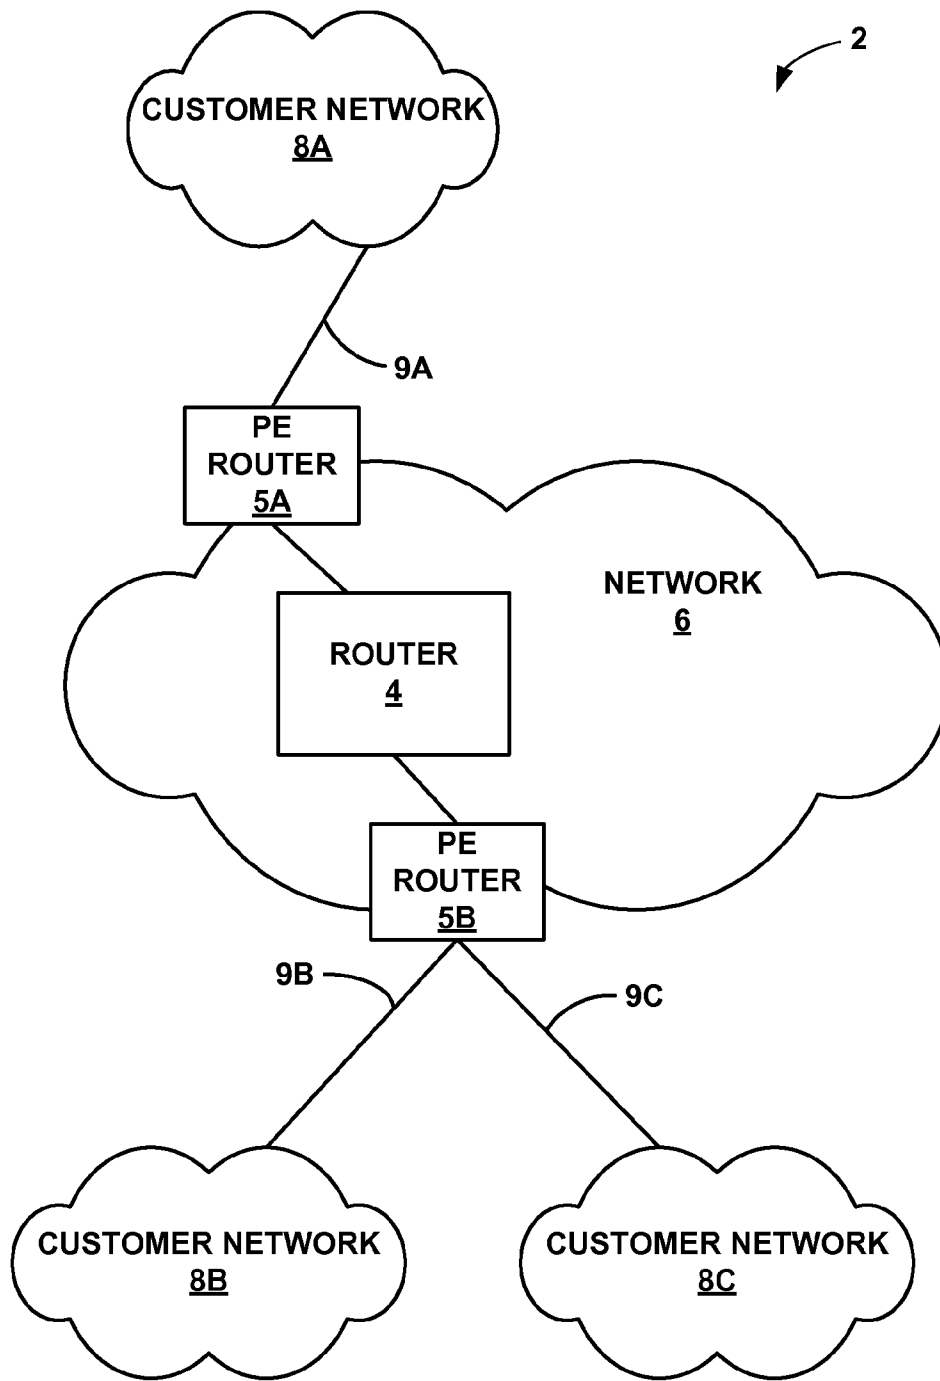 2
CUSTOMER NETWORK
8A
9A
PE
ROUTER
5A
NETWORK
6
ROUTER
4
PE
ROUTER
5B
9B
9C
CUSTOMER NETWORK
8B
CUSTOMER NETWORK
8C